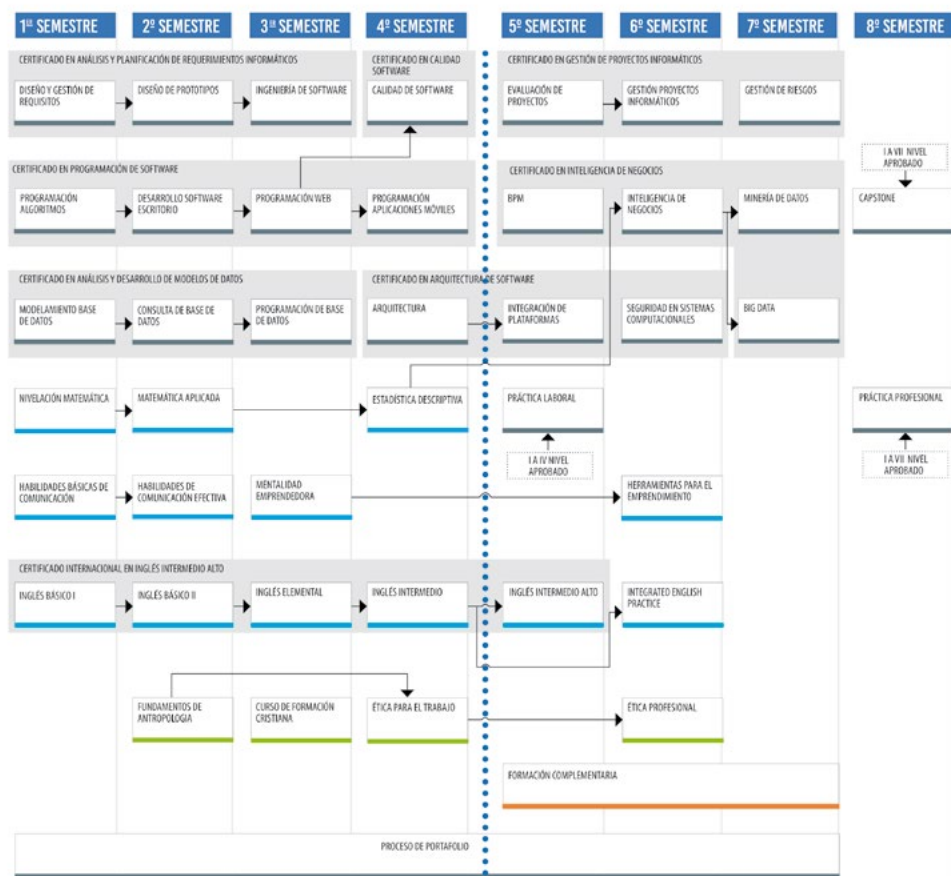 1er SEMESTRE
2º SEMESTRE
3er SEMESTRE
4º SEMESTRE
5º SEMESTRE
6º SEMESTRE
7º SEMESTRE
8º SEMESTRE
CERTIFICADO EN ANÁLISIS Y PLANIFICACIÓN DE REQUERIMIENTOS INFORMÁTICOS
CERTIFICADO EN CALIDAD
SOFTWARE
CERTIFICADO EN GESTIÓN DE PROYECTOS INFORMÁTICOS
DISEÑO Y GESTIÓN DE
REQUISITOS
DISEÑO DE PROTOTIPOS
INGENIERÍA DE SOFTWARE
CALIDAD DE SOFTWARE
EVALUACIÓN DE
PROYECTOS
GESTIÓN PROYECTOS
INFORMÁTICOS
GESTIÓN DE RIESGOS
I A VII NIVEL
APROBADO
CERTIFICADO EN PROGRAMACIÓN DE SOFTWARE
CERTIFICADO EN INTELIGENCIA DE NEGOCIOS
PROGRAMACIÓN
ALGORITMOS
DESARROLLO SOFTWARE
ESCRITORIO
PROGRAMACIÓN WEB
PROGRAMACIÓN
APLICACIONES MÓVILES
BPM
INTELIGENCIA DE
NEGOCIOS
MINERÍA DE DATOS
CAPSTONE
CERTIFICADO EN ANÁLISIS Y DESARROLLO DE MODELOS DE DATOS
CERTIFICADO EN ARQUITECTURA DE SOFTWARE
MODELAMIENTO BASE
DE DATOS
CONSULTA DE BASE DE
DATOS
PROGRAMACIÓN DE BASE
DE DATOS
ARQUITECTURA
INTEGRACIÓN DE
PLATAFORMAS
SEGURIDAD EN SISTEMAS
COMPUTACIONALES
BIG DATA
NIVELACIÓN MATEMÁTICA
MATEMÁTICA APLICADA
ESTADÍSTICA DESCRIPTIVA
PRÁCTICA LABORAL
PRÁCTICA PROFESIONAL
I A IV NIVEL
APROBADO
I A VII NIVEL
APROBADO
HABILIDADES BÁSICAS DE
COMUNICACIÓN
HABILIDADES DE
COMUNICACIÓN EFECTIVA
MENTALIDAD
EMPRENDEDORA
HERRAMIENTAS PARA EL
EMPRENDIMIENTO
CERTIFICADO INTERNACIONAL EN INGLÉS INTERMEDIO ALTO
INGLÉS BÁSICO I
INGLÉS BÁSICO II
INGLÉS ELEMENTAL
INGLÉS INTERMEDIO
INGLÉS INTERMEDIO ALTO
INTEGRATED ENGLISH
PRACTICE
FUNDAMENTOS DE
ANTROPOLOGIA
CURSO DE FORMACIÓN
CRISTIANA
ÉTICA PARA EL TRABAJO
ÉTICA PROFESIONAL
FORMACIÓN COMPLEMENTARIA
PROCESO DE PORTAFOLIO